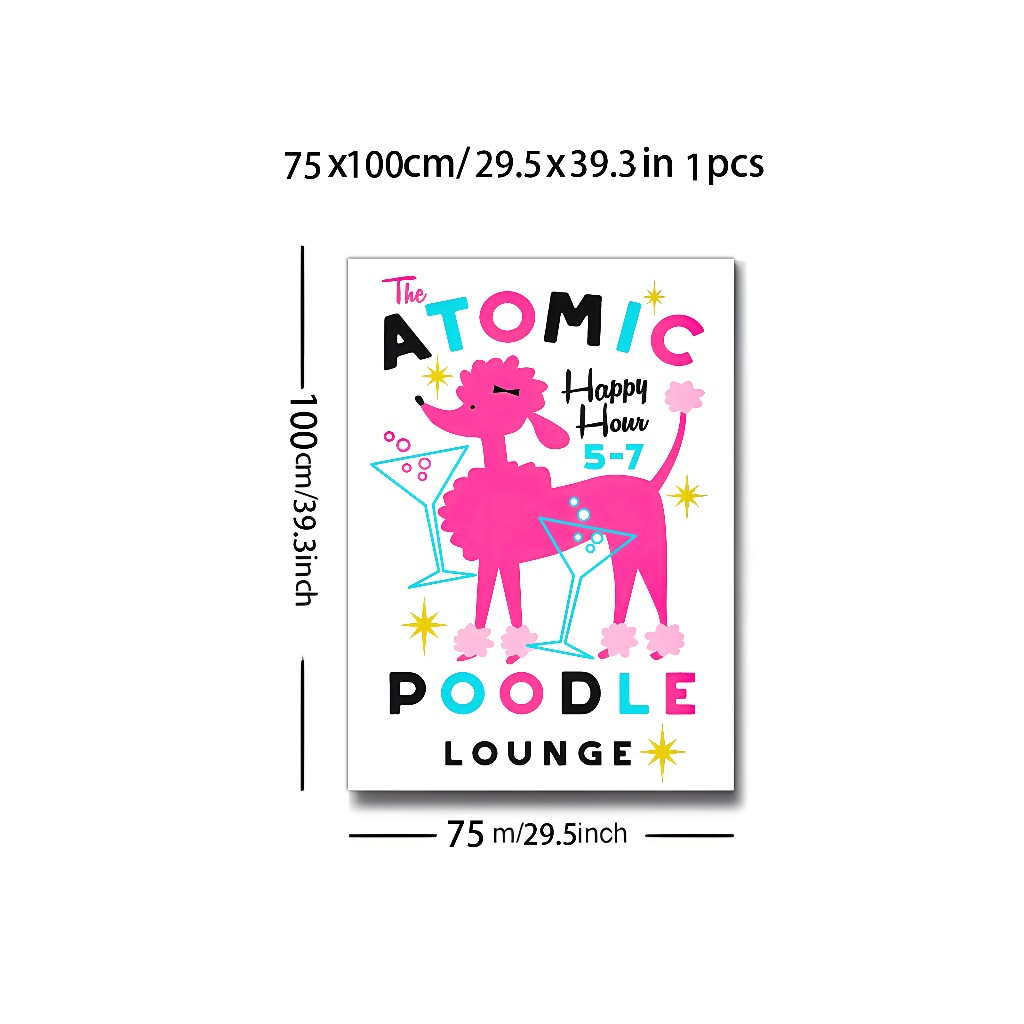 75x100cm/29.5x39.3in 1pcs
The
ATOMIC
Happy
Hour
5-7
POODLE
LOUNGE
100cm/39.3inch
75 m/29.5inch